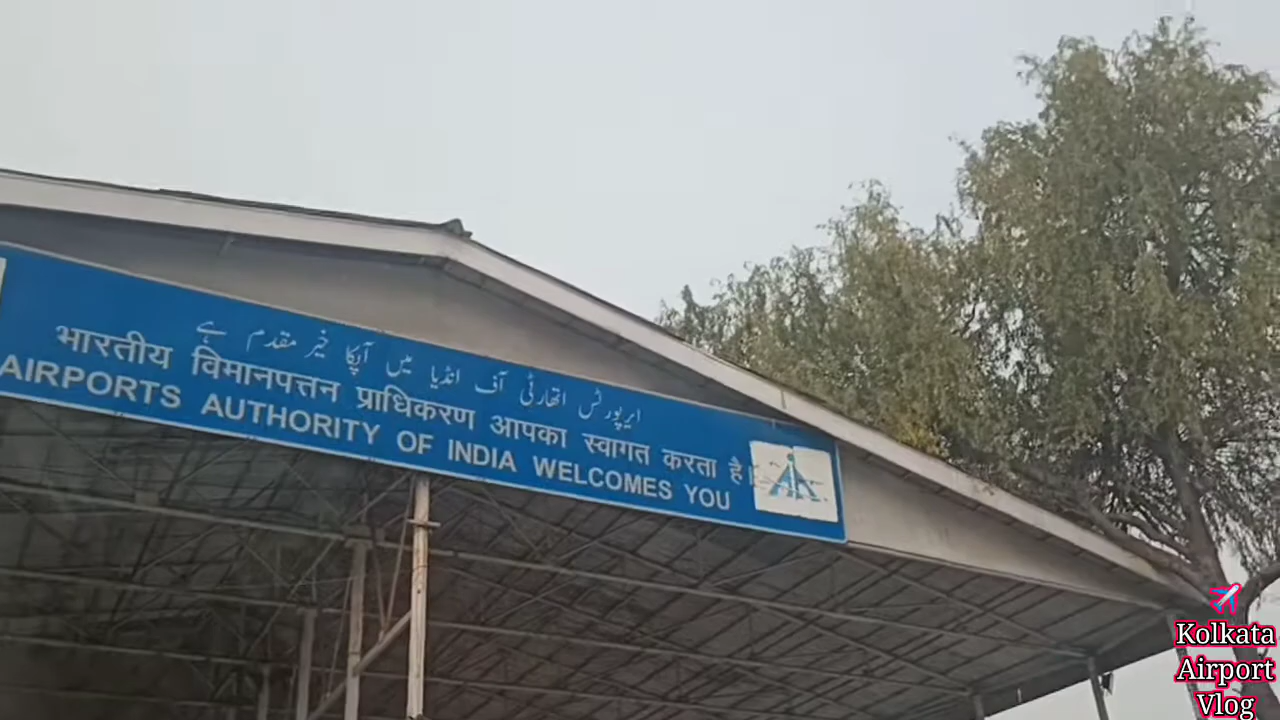 ایرپورٹس اتھارٹی آف انڈیا میں آپکا خیر مقدم ہے
भारतीय विमानपत्तन प्राधिकरण आपका स्वागत करता है।
AIRPORTS AUTHORITY OF INDIA WELCOMES YOU
Kolkata
Airport
Vlog